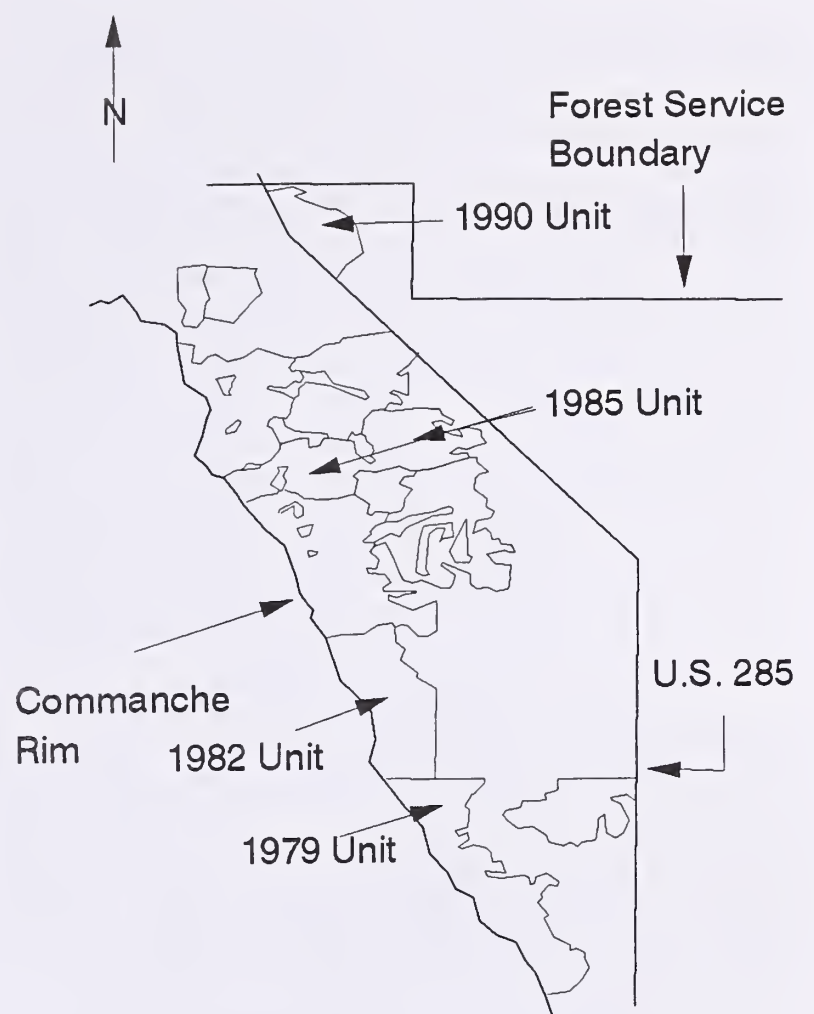 N
Forest Service
Boundary
1990 Unit
1985 Unit
U.S. 285
Commanche
Rim
1982 Unit
1979 Unit